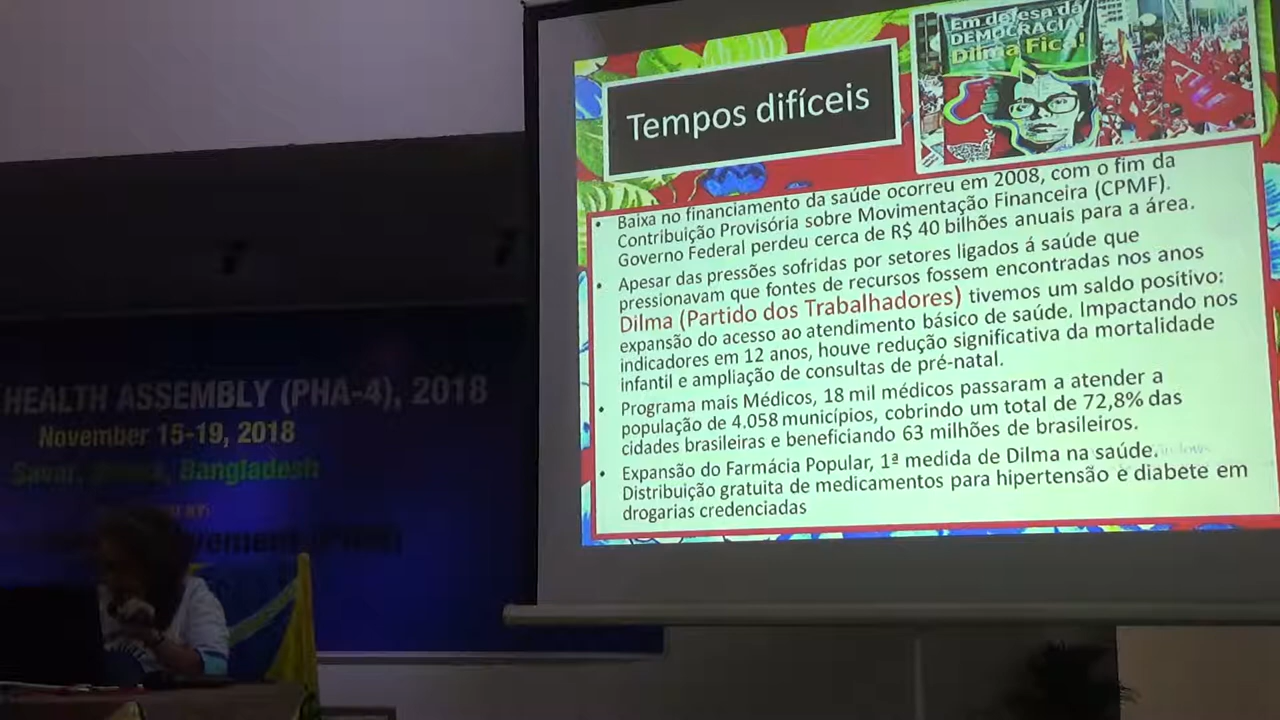 Em defesa da
DEMOCRACIA!
Dilma Fica!
Tempos difíceis
• Baixa no financiamento da saúde ocorreu em 2008, com o fim da
Contribuição Provisória sobre Movimentação Financeira (CPMF).
Governo Federal perdeu cerca de R$ 40 bilhões anuais para a área.
• Apesar das pressões sofridas por setores ligados á saúde que
pressionavam que fontes de recursos fossem encontradas nos anos
Dilma (Partido dos Trabalhadores) tivemos um saldo positivo:
expansão do acesso ao atendimento básico de saúde. Impactando nos
indicadores em 12 anos, houve redução significativa da mortalidade
infantil e ampliação de consultas de pré-natal.
• Programa mais Médicos, 18 mil médicos passaram a atender a
população de 4.058 municípios, cobrindo um total de 72,8% das
cidades brasileiras e beneficiando 63 milhões de brasileiros.
• Expansão do Farmácia Popular, 1ª medida de Dilma na saúde.
Distribuição gratuita de medicamentos para hipertensão e diabete em
drogarias credenciadas
HEALTH ASSEMBLY (PHA-4), 2018
November 15-19, 2018
Savar, Bangladesh